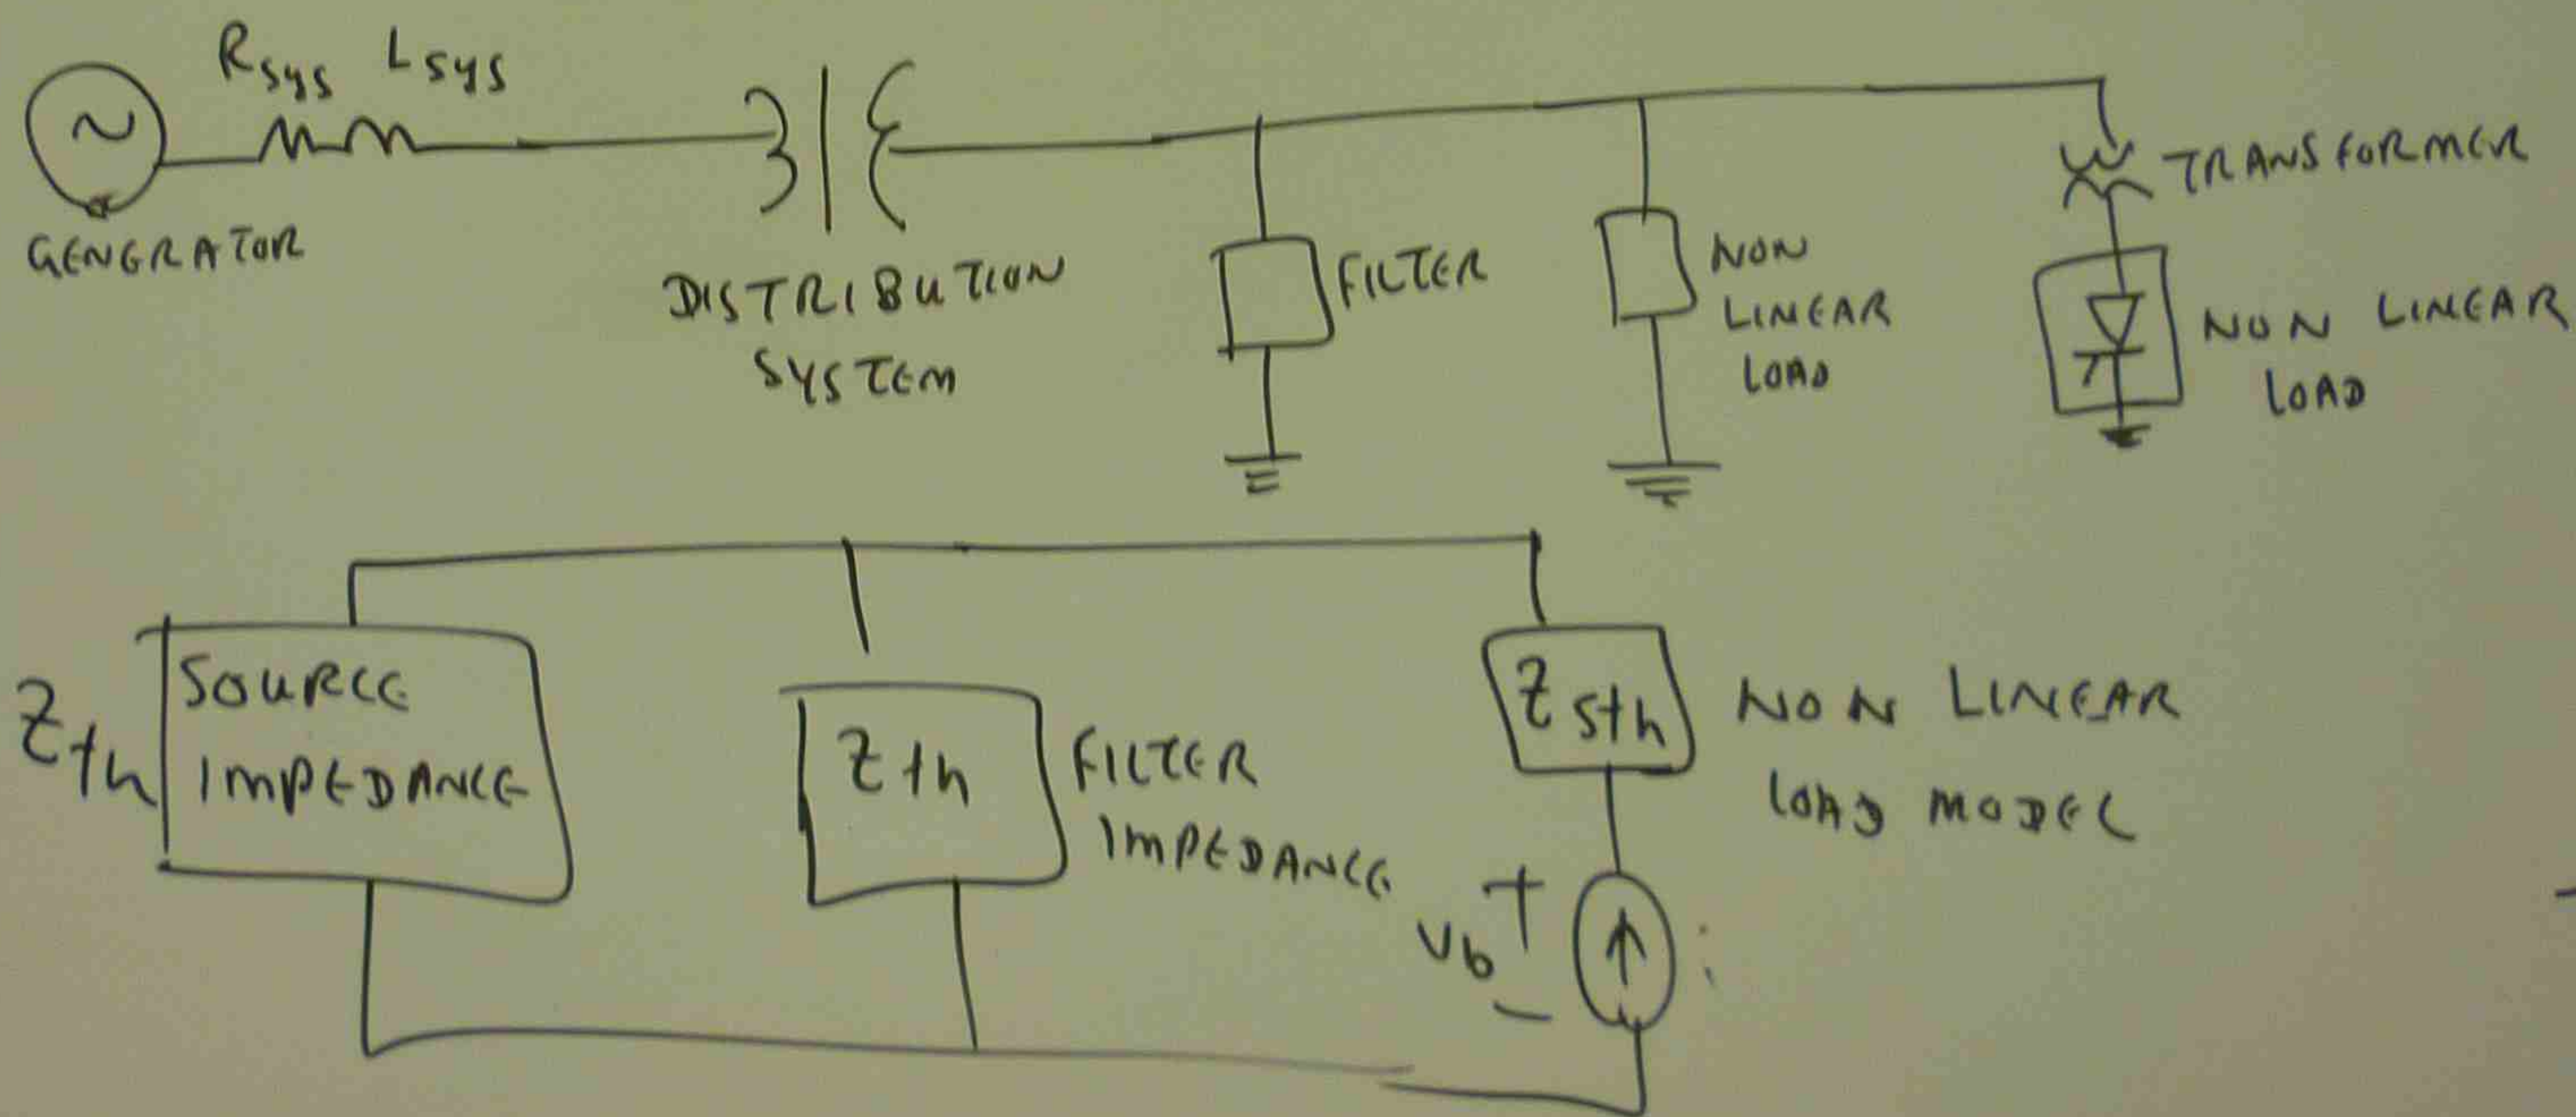 Rsys Lsys
GENERATOR
DISTRIBUTION
SYSTEM
FILTER
NON
LINEAR
LOAD
TRANSFORMER
NON LINEAR
LOAD
Zth
SOURCE
IMPEDANCE
Zth
FILTER
IMPEDANCE
Zsth
NON LINEAR
LOAD MODEL
Vb
+
-